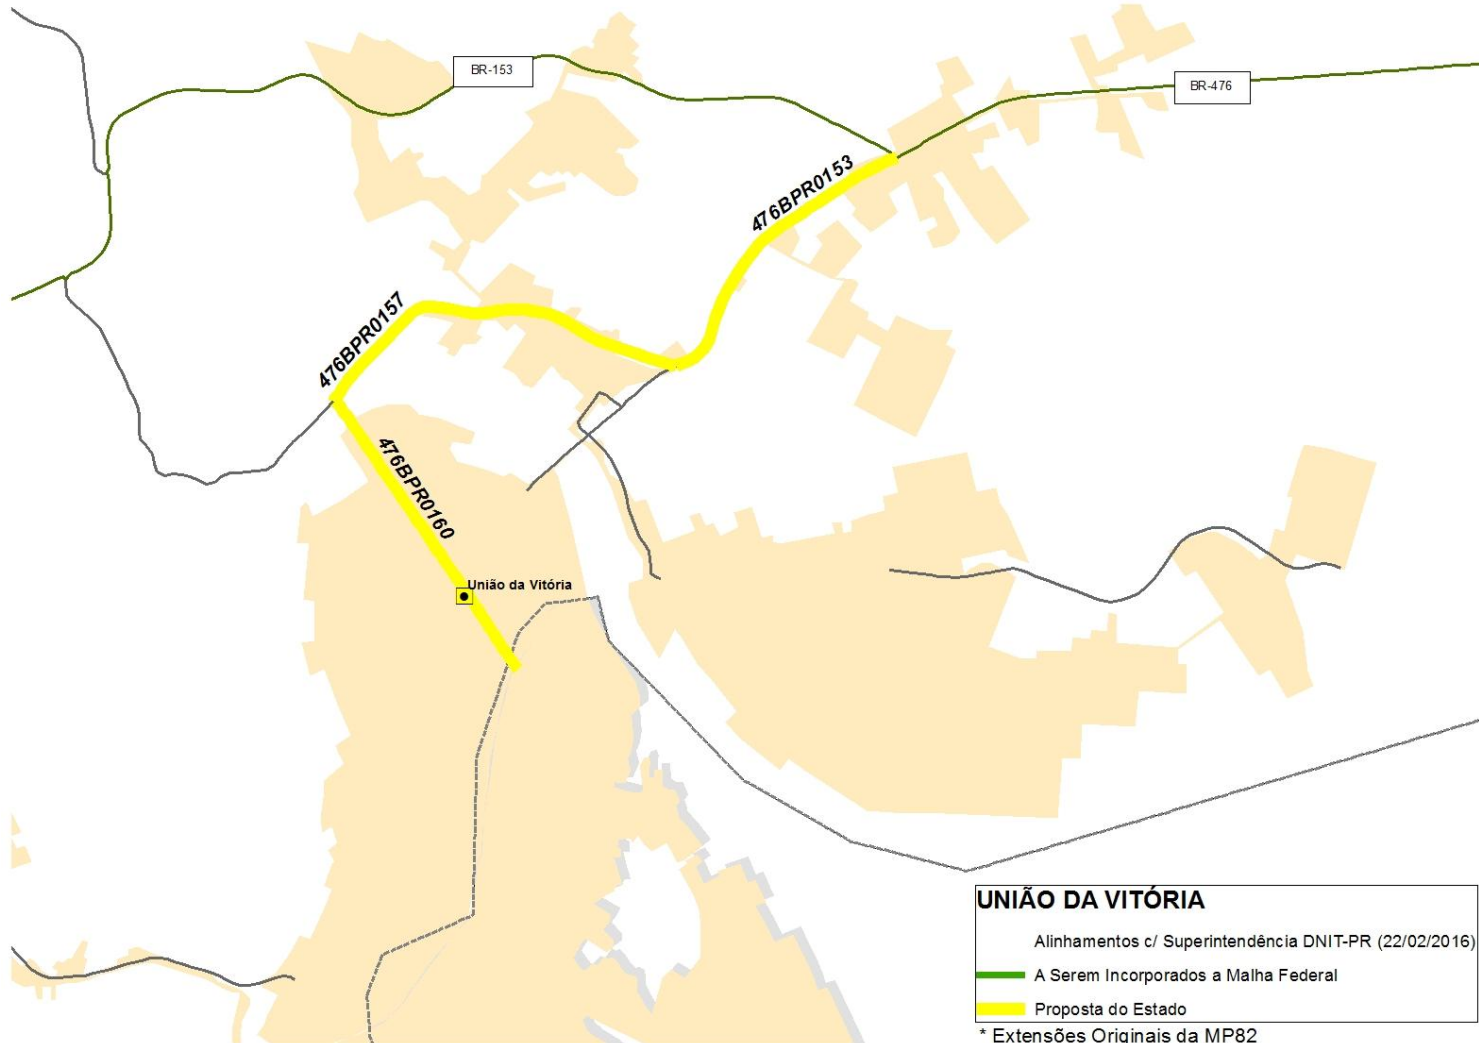 BR-153
BR-476
476BPR0153
476BPR0157
476BPR0160
União da Vitória
UNIÃO DA VITÓRIA
Alinhamentos c/ Superintendência DNIT-PR (22/02/2016)
A Serem Incorporados a Malha Federal
Proposta do Estado
* Extensões Originais da MP82